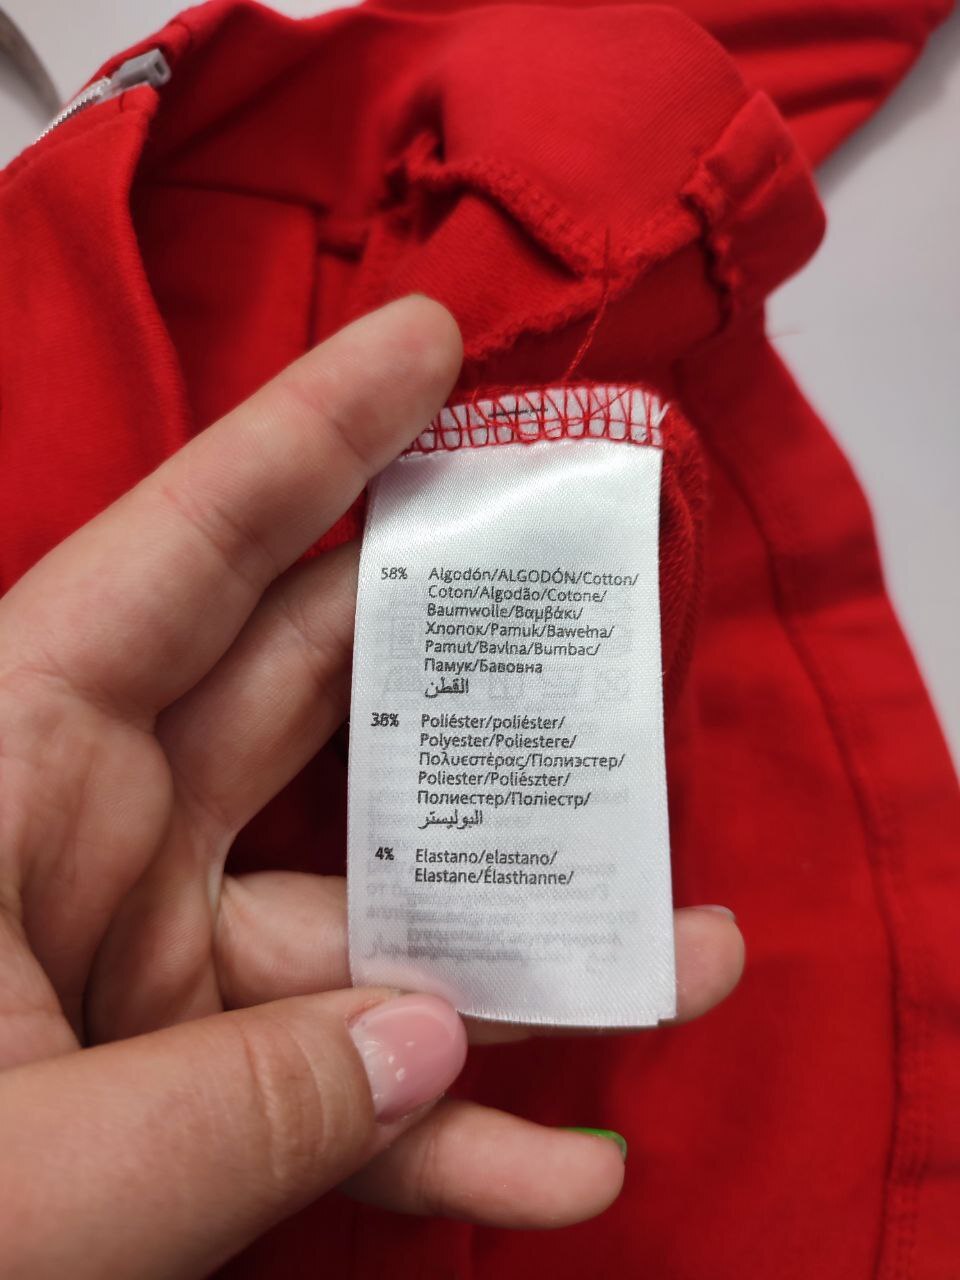 58% Algodón/ALGODÓN/Cotton/
Coton/Algodão/Cotone/
Baumwolle/Βαμβάκι/
Хлопок/Pamuk/Bawełna/
Pamut/Bavlna/Bumbac/
Памук/Бавовна
القطن
38% Poliéster/poliéster/
Polyester/Poliestere/
Πολυεστέρας/Полиэстер/
Poliester/Poliészter/
Полиестер/Поліестр/
البوليستر
4% Elastano/elastano/
Elastane/Élasthanne/